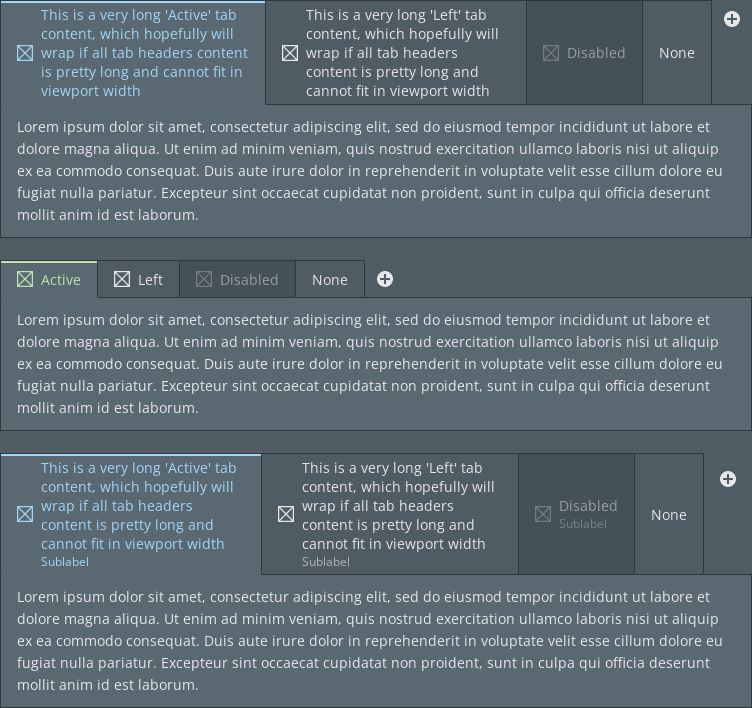 This is a very long 'Active' tab
content, which hopefully will
wrap if all tab headers content
is pretty long and cannot fit in
viewport width
This is a very long 'Left' tab
content, which hopefully will
wrap if all tab headers
content is pretty long and
cannot fit in viewport width
Disabled
None
Lorem ipsum dolor sit amet, consectetur adipiscing elit, sed do eiusmod tempor incididunt ut labore et
dolore magna aliqua. Ut enim ad minim veniam, quis nostrud exercitation ullamco laboris nisi ut aliquip
ex ea commodo consequat. Duis aute irure dolor in reprehenderit in voluptate velit esse cillum dolore eu
fugiat nulla pariatur. Excepteur sint occaecat cupidatat non proident, sunt in culpa qui officia deserunt
mollit anim id est laborum.
Active
Left
Disabled
None
Lorem ipsum dolor sit amet, consectetur adipiscing elit, sed do eiusmod tempor incididunt ut labore et
dolore magna aliqua. Ut enim ad minim veniam, quis nostrud exercitation ullamco laboris nisi ut aliquip
ex ea commodo consequat. Duis aute irure dolor in reprehenderit in voluptate velit esse cillum dolore eu
fugiat nulla pariatur. Excepteur sint occaecat cupidatat non proident, sunt in culpa qui officia deserunt
mollit anim id est laborum.
This is a very long 'Active' tab
content, which hopefully will
wrap if all tab headers
content is pretty long and
cannot fit in viewport width
Sublabel
This is a very long 'Left' tab
content, which hopefully will
wrap if all tab headers
content is pretty long and
cannot fit in viewport width
Sublabel
Disabled
Sublabel
None
Lorem ipsum dolor sit amet, consectetur adipiscing elit, sed do eiusmod tempor incididunt ut labore et
dolore magna aliqua. Ut enim ad minim veniam, quis nostrud exercitation ullamco laboris nisi ut aliquip
ex ea commodo consequat. Duis aute irure dolor in reprehenderit in voluptate velit esse cillum dolore eu
fugiat nulla pariatur. Excepteur sint occaecat cupidatat non proident, sunt in culpa qui officia deserunt
mollit anim id est laborum.